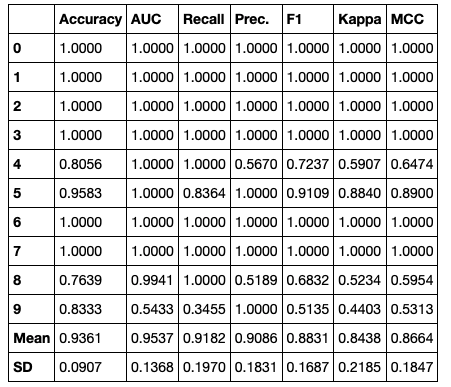 Accuracy AUC Recall Prec. F1 Kappa MCC
0 1.0000 1.0000 1.0000 1.0000 1.0000 1.0000 1.0000
1 1.0000 1.0000 1.0000 1.0000 1.0000 1.0000 1.0000
2 1.0000 1.0000 1.0000 1.0000 1.0000 1.0000 1.0000
3 1.0000 1.0000 1.0000 1.0000 1.0000 1.0000 1.0000
4 0.8056 1.0000 1.0000 0.5670 0.7237 0.5907 0.6474
5 0.9583 1.0000 0.8364 1.0000 0.9109 0.8840 0.8900
6 1.0000 1.0000 1.0000 1.0000 1.0000 1.0000 1.0000
7 1.0000 1.0000 1.0000 1.0000 1.0000 1.0000 1.0000
8 0.7639 0.9941 1.0000 0.5189 0.6832 0.5234 0.5954
9 0.8333 0.5433 0.3455 1.0000 0.5135 0.4403 0.5313
Mean 0.9361 0.9537 0.9182 0.9086 0.8831 0.8438 0.8664
SD 0.0907 0.1368 0.1970 0.1831 0.1687 0.2185 0.1847